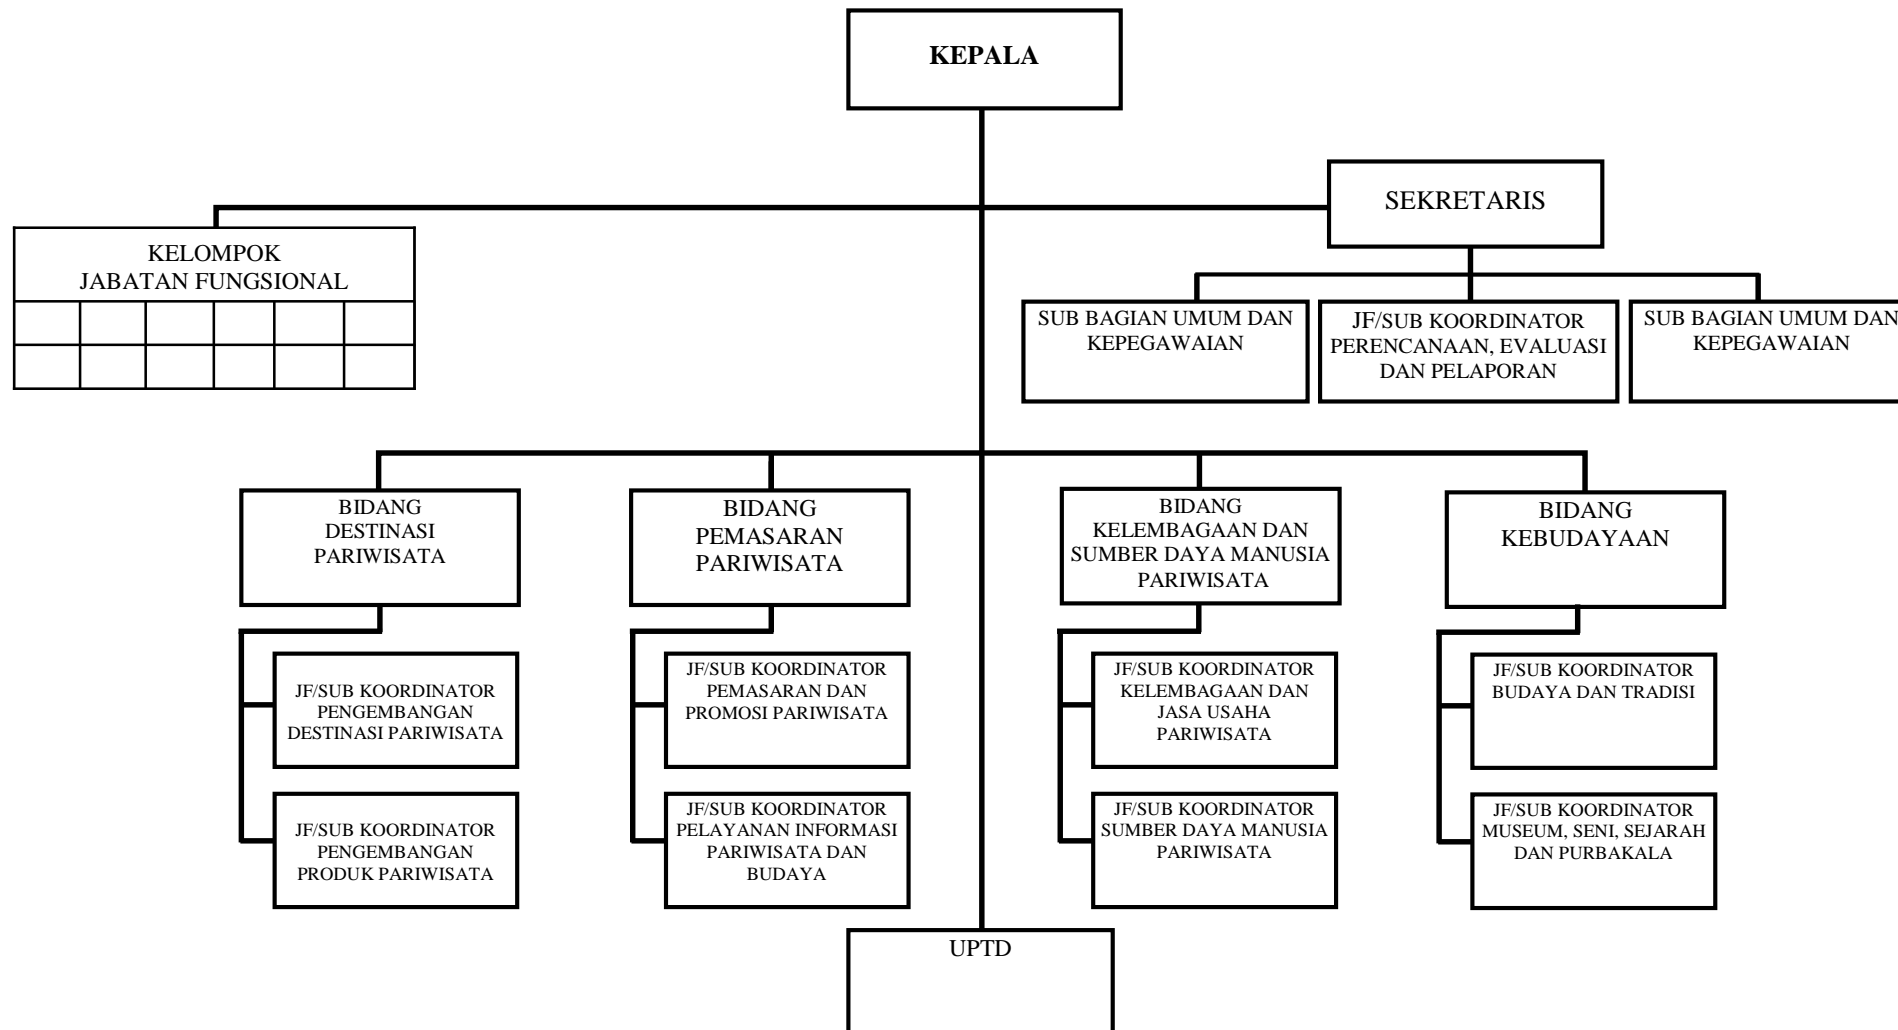 KEPALA
SEKRETARIS
KELOMPOK
JABATAN FUNGSIONAL
SUB BAGIAN UMUM DAN
KEPEGAWAIAN
JF/SUB KOORDINATOR
PERENCANAAN, EVALUASI
DAN PELAPORAN
SUB BAGIAN UMUM DAN
KEPEGAWAIAN
BIDANG
DESTINASI
PARIWISATA
BIDANG
PEMASARAN
PARIWISATA
BIDANG
KELEMBAGAAN DAN
SUMBER DAYA MANUSIA
PARIWISATA
BIDANG
KEBUDAYAAN
JF/SUB KOORDINATOR
PENGEMBANGAN
DESTINASI PARIWISATA
JF/SUB KOORDINATOR
PEMASARAN DAN
PROMOSI PARIWISATA
JF/SUB KOORDINATOR
KELEMBAGAAN DAN
JASA USAHA
PARIWISATA
JF/SUB KOORDINATOR
BUDAYA DAN TRADISI
JF/SUB KOORDINATOR
PENGEMBANGAN
PRODUK PARIWISATA
JF/SUB KOORDINATOR
PELAYANAN INFORMASI
PARIWISATA DAN
BUDAYA
JF/SUB KOORDINATOR
SUMBER DAYA MANUSIA
PARIWISATA
JF/SUB KOORDINATOR
MUSEUM, SENI, SEJARAH
DAN PURBAKALA
UPTD